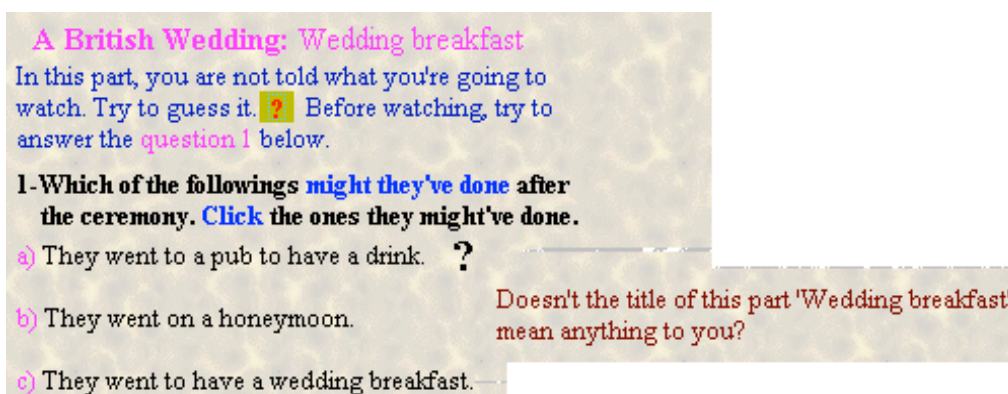 A British Wedding: Wedding breakfast
In this part, you are not told what you're going to
watch. Try to guess it. ? Before watching, try to
answer the question 1 below.
1-Which of the followings might they've done after
the ceremony. Click the ones they might've done.
a) They went to a pub to have a drink. ?
b) They went on a honeymoon.
Doesn't the title of this part 'Wedding breakfast'
mean anything to you?
c) They went to have a wedding breakfast.